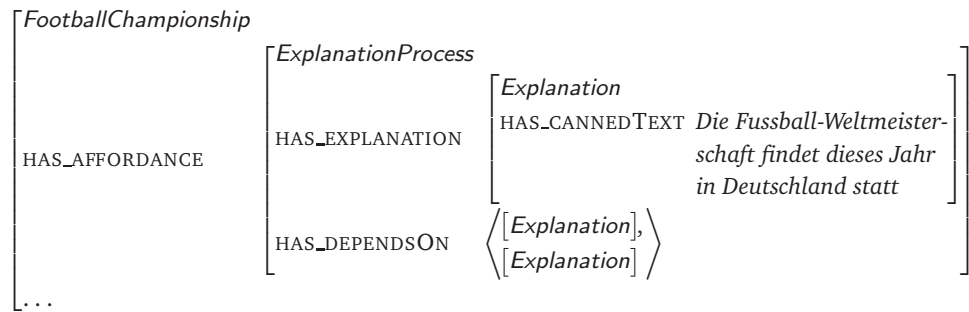 FootballChampionship
ExplanationProcess
Explanation
HAS_CANNEDTEXT Die Fussball-Weltmeister-
schaft findet dieses Jahr
in Deutschland statt
HAS_EXPLANATION
HAS_AFFORDANCE
HAS_DEPENDSON ⟨[Explanation],
[Explanation]⟩
...